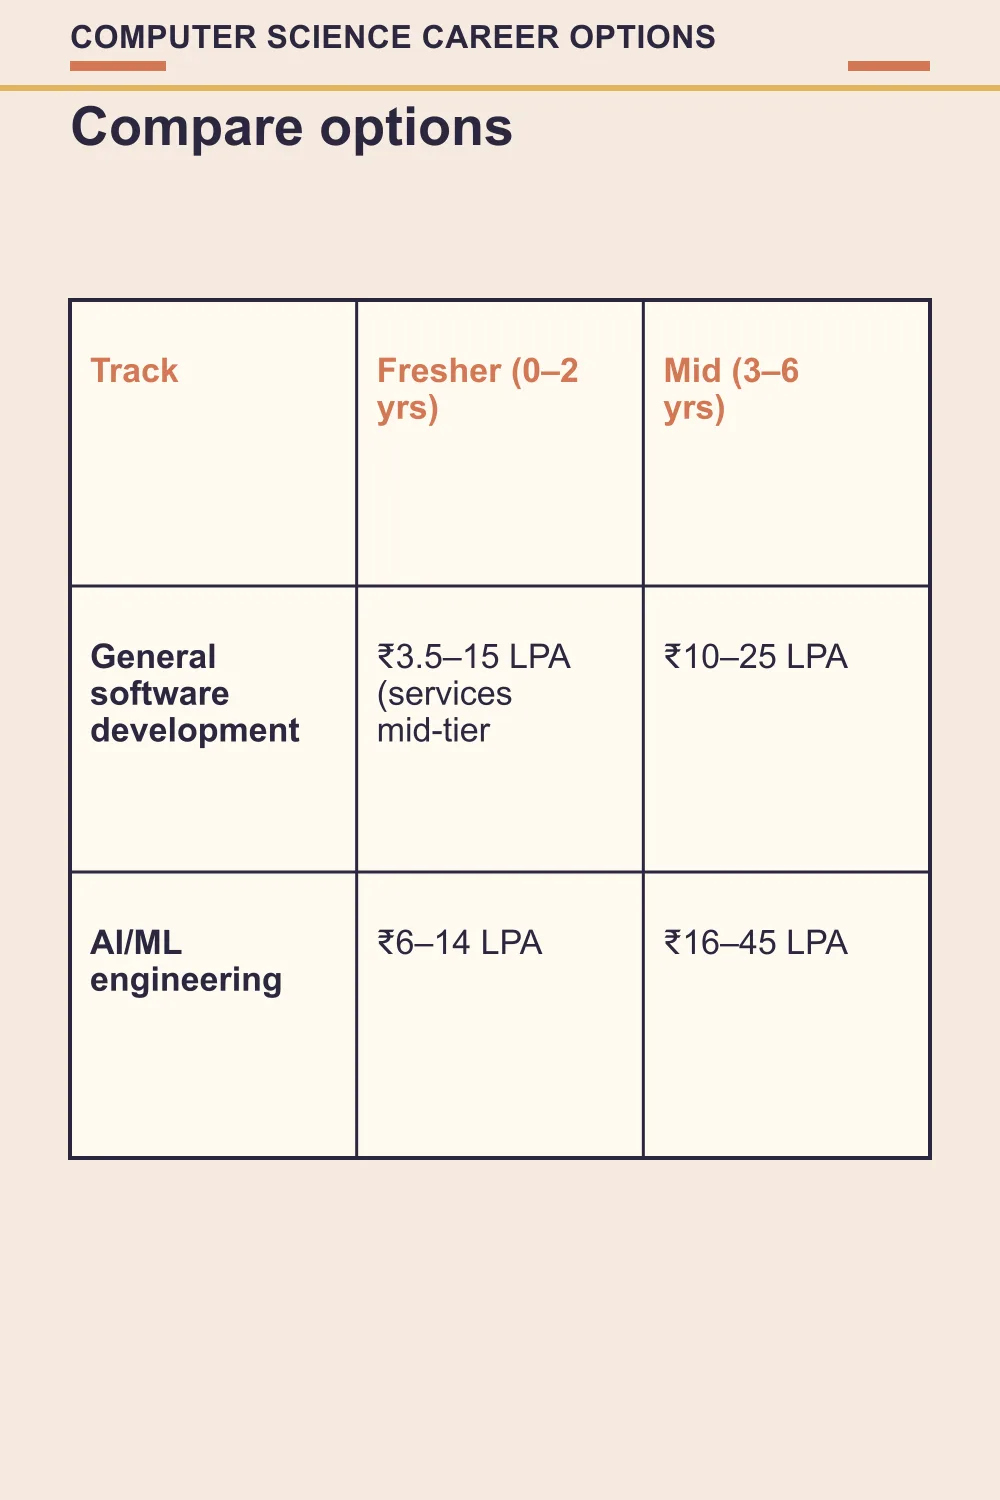 COMPUTER SCIENCE CAREER OPTIONS
Compare options
Track
Fresher (0–2
yrs)
Mid (3–6
yrs)
General
software
development
₹3.5–15 LPA
(services
mid-tier
₹10–25 LPA
AI/ML
engineering
₹6–14 LPA
₹16–45 LPA